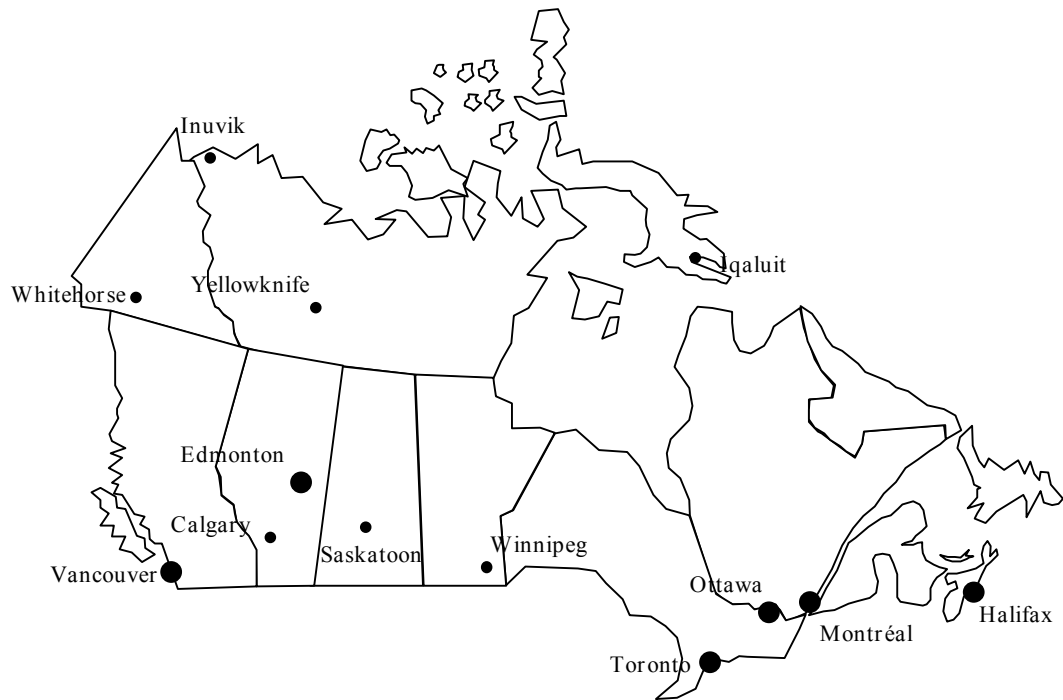 Inuvik
Iqaluit
Yellowknife
Whitehorse
Edmonton
Calgary
Saskatoon
Winnipeg
Vancouver
Ottawa
Halifax
Montréal
Toronto